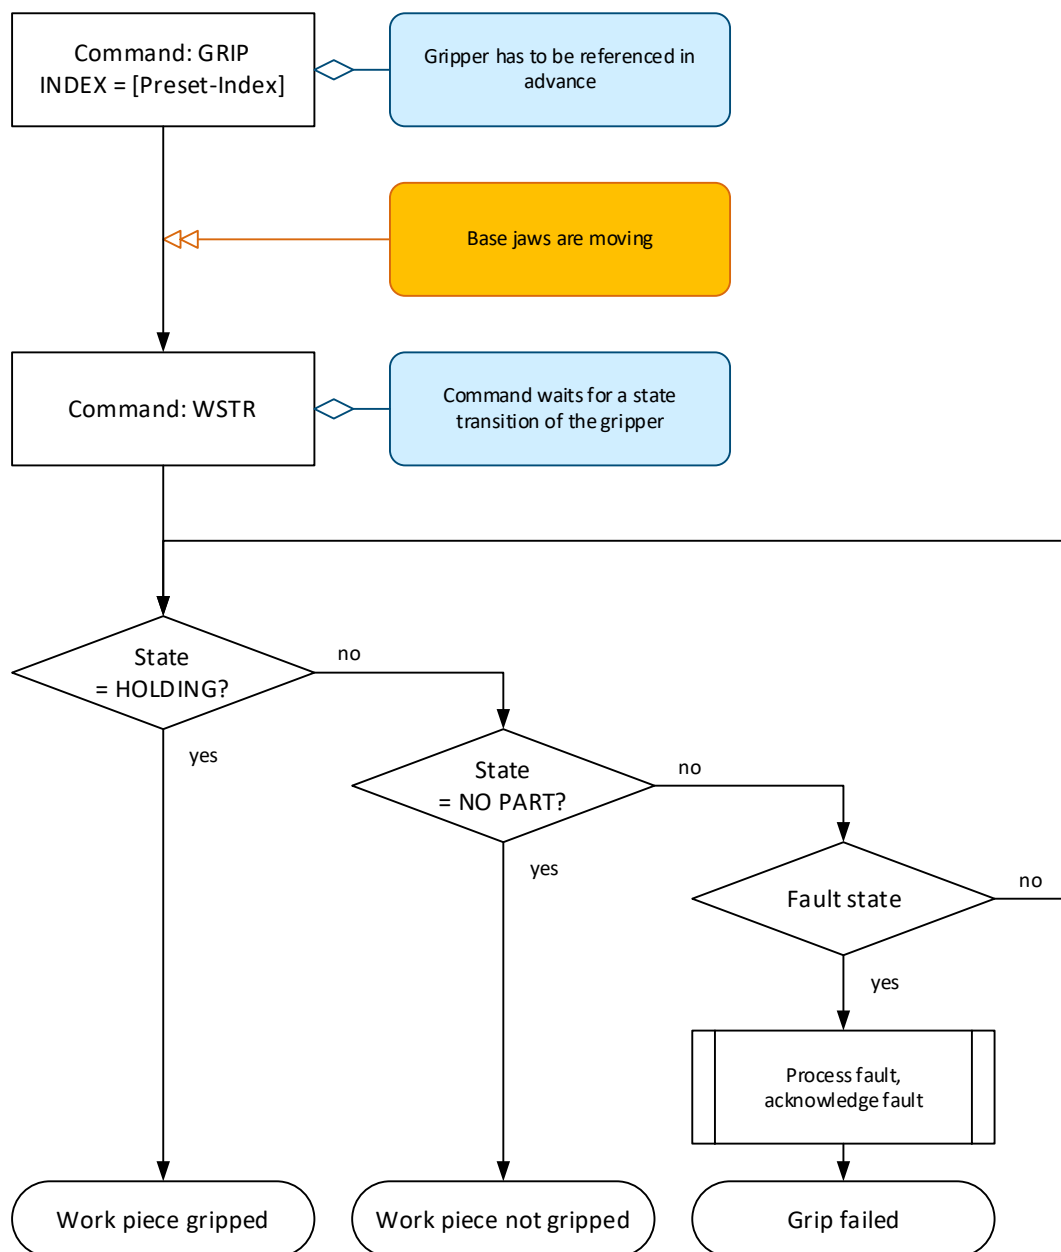 Command: GRIP
INDEX = [Preset-Index]
Gripper has to be referenced in
advance
Base jaws are moving
Command: WSTR
Command waits for a state
transition of the gripper
State
= HOLDING?
no
yes
State
= NO PART?
no
yes
Fault state
no
yes
Process fault,
acknowledge fault
Work piece gripped
Work piece not gripped
Grip failed